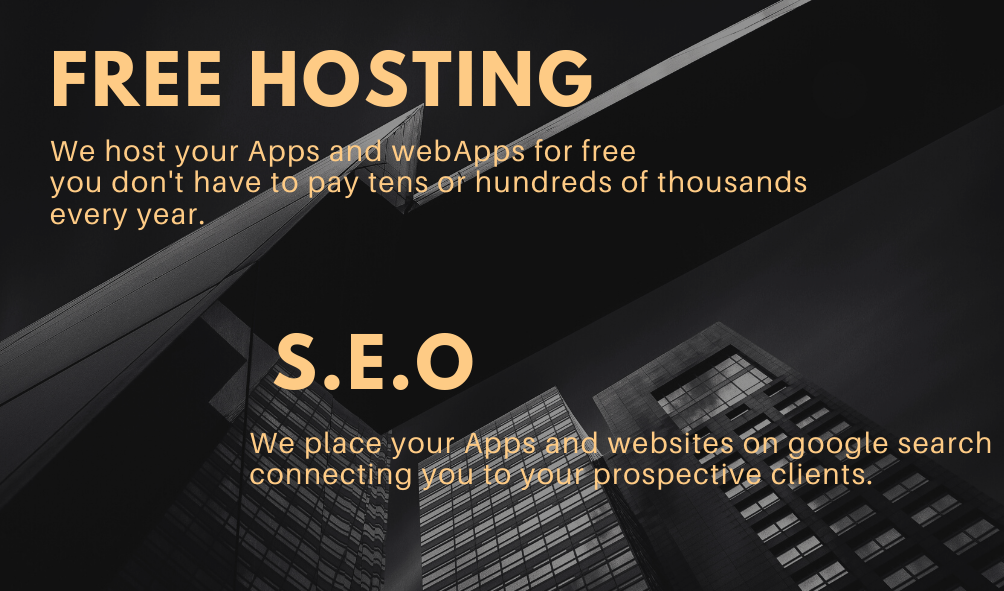 FREE HOSTING
We host your Apps and webApps for free
you don't have to pay tens or hundreds of thousands
every year.
S.E.O
We place your Apps and websites on google search
connecting you to your prospective clients.